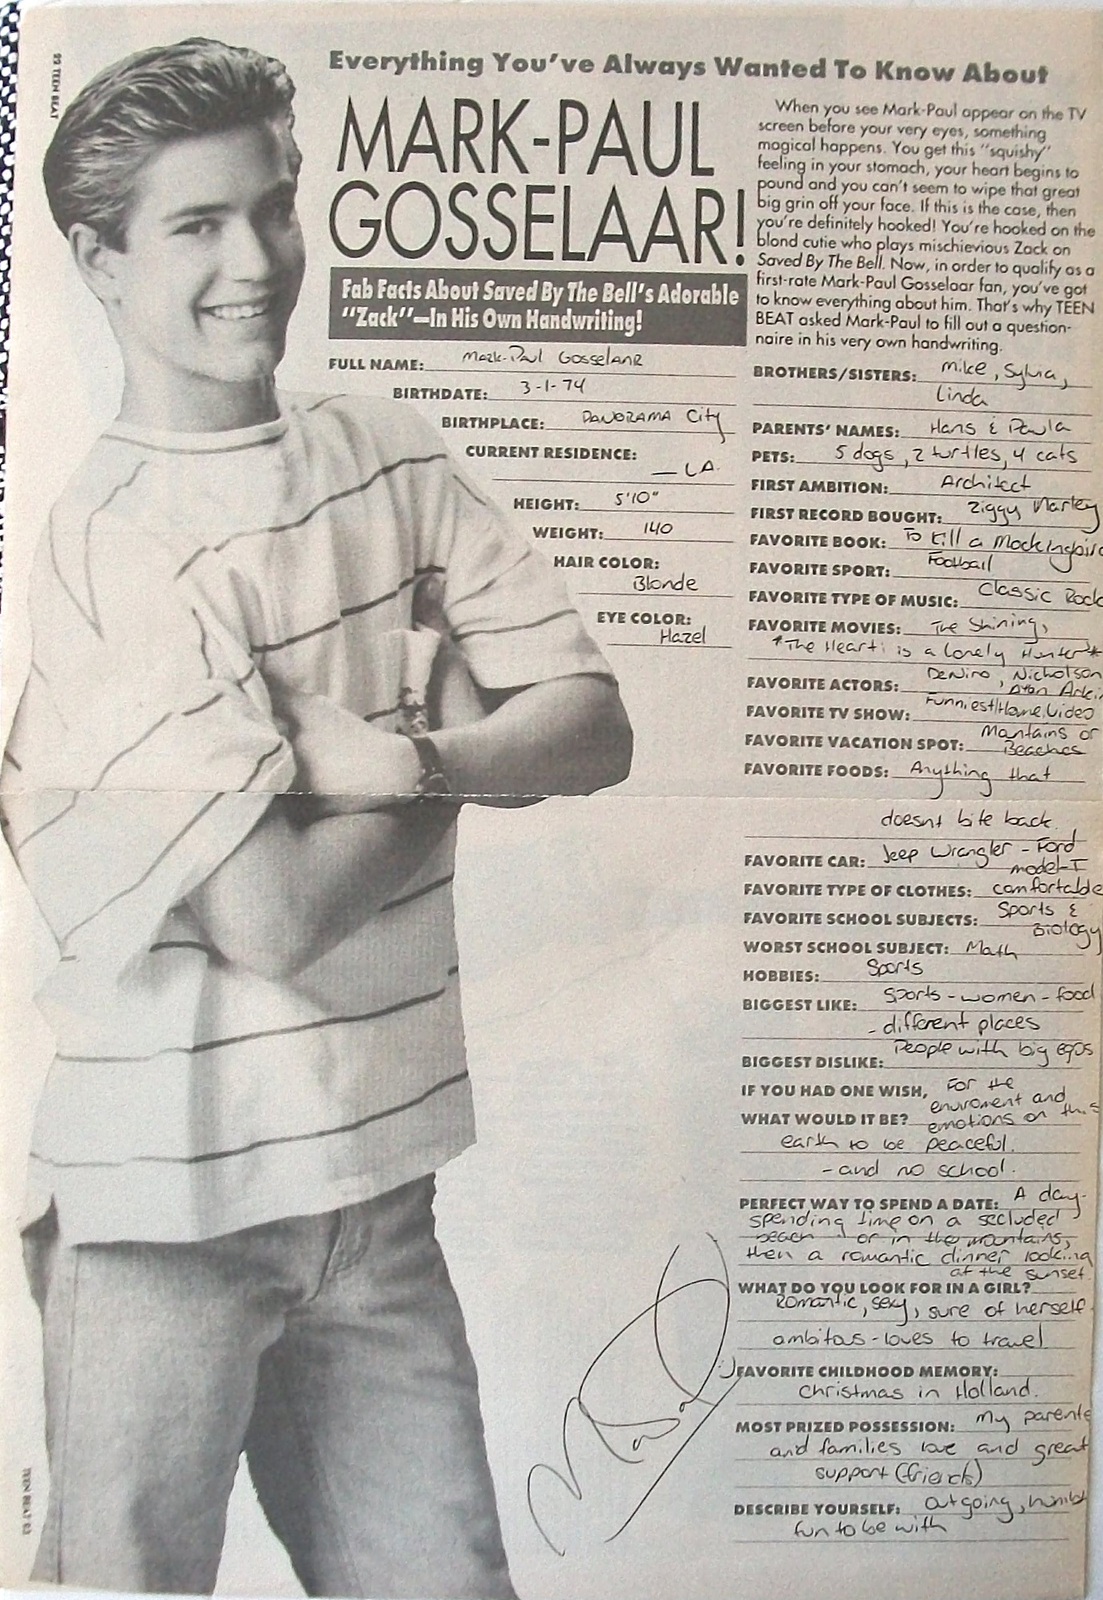 22 TEEN BEAT
Everything You've Always Wanted To Know About
MARK-PAUL
GOSSELAAR!
Fab Facts About Saved By The Bell's Adorable
"Zack"—In His Own Handwriting!
When you see Mark-Paul appear on the TV
screen before your very eyes, something
magical happens. You get this "squishy"
feeling in your stomach, your heart begins to
pound and you can't seem to wipe that great
big grin off your face. If this is the case, then
you're definitely hooked! You're hooked on the
blond cutie who plays mischievious Zack on
Saved By The Bell. Now, in order to qualify as a
first-rate Mark-Paul Gosselaar fan, you've got
to know everything about him. That's why TEEN
BEAT asked Mark-Paul to fill out a question-
naire in his very own handwriting.
FULL NAME: Mark-Paul Gosselaar
BIRTHDATE: 3-1-74
BIRTHPLACE: PANORAMA City
CURRENT RESIDENCE:
LA.
HEIGHT: 5'10"
WEIGHT: 140
HAIR COLOR:
Blonde
EYE COLOR:
Hazel
BROTHERS/SISTERS: Mike, Sylvia,
Linda
PARENTS' NAMES: Hans & Paula
PETS: 5 dogs, 2 turtles, 4 cats
FIRST AMBITION: Architect
FIRST RECORD BOUGHT: Ziggy Marley
FAVORITE BOOK: To Kill a Mockingbird
FAVORITE SPORT: Football
FAVORITE TYPE OF MUSIC: Classic Rock
FAVORITE MOVIES: The Shining,
*The Heart is a Lonely Hunter*
FAVORITE ACTORS: DeNiro, Nicholson
Alan Arkin
FAVORITE TV SHOW: Funniest Home Video
FAVORITE VACATION SPOT: Mountains or
Beaches
FAVORITE FOODS: Anything that
doesnt bite back.
FAVORITE CAR: Jeep Wrangler - Ford
model-T
FAVORITE TYPE OF CLOTHES: comfortable
FAVORITE SCHOOL SUBJECTS: Sports &
Biology
WORST SCHOOL SUBJECT: Math
HOBBIES: Sports
BIGGEST LIKE: Sports - women - food
- different places
BIGGEST DISLIKE: People with big egos
IF YOU HAD ONE WISH, For the
enviroment and
WHAT WOULD IT BE? emotions on this
earth to be peaceful.
- and no school.
PERFECT WAY TO SPEND A DATE: A day-
spending time on a secluded
beach or in the mountains,
then a romantic dinner looking
at the sunset.
WHAT DO YOU LOOK FOR IN A GIRL?
Romantic, sexy, sure of herself
ambitous - loves to travel
FAVORITE CHILDHOOD MEMORY:
Christmas in Holland.
MOST PRIZED POSSESSION: My parents
and families love and great
support (friends)
DESCRIBE YOURSELF: Outgoing, humble
fun to be with